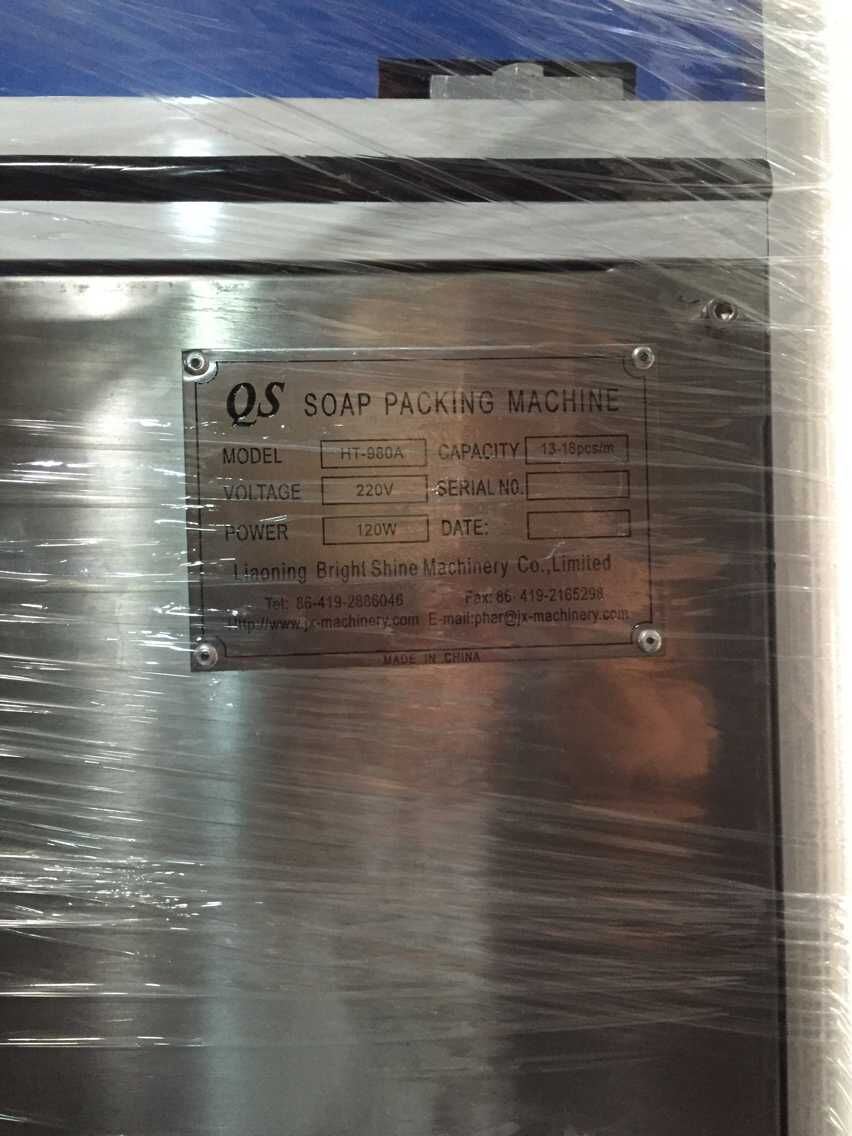 QS SOAP PACKING MACHINE
MODEL HT-980A CAPACITY 13-18pcs/m
VOLTAGE 220V SERIAL NO.
POWER 120W DATE:
Liaoning Bright Shine Machinery Co.,Limited
Tel: 86-419-2886046 Fax: 86-419-2165298
Http://www.jx-machinery.com E-mail:phar@jx-machinery.com
MADE IN CHINA